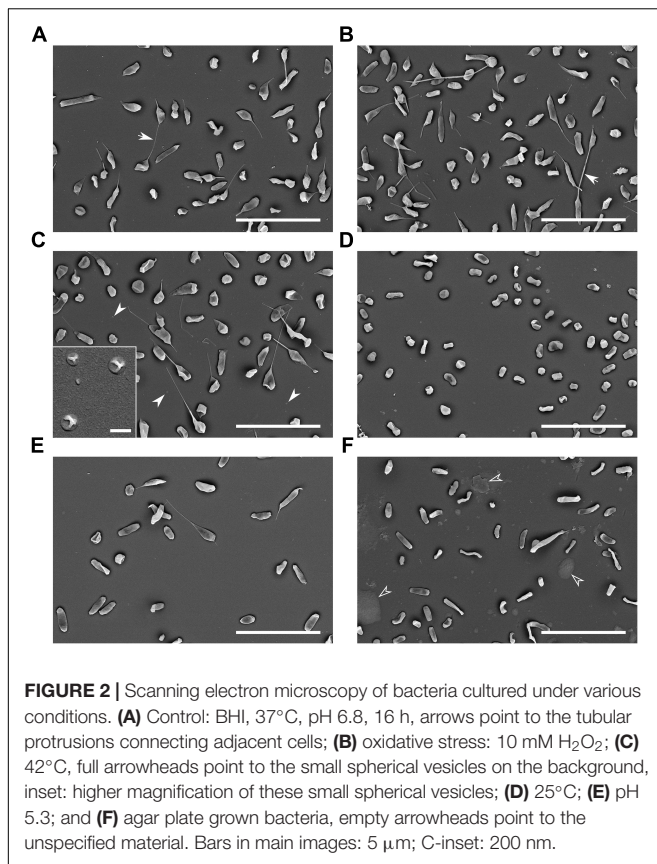 A
B
C
D
E
F
FIGURE 2 | Scanning electron microscopy of bacteria cultured under various
conditions. (A) Control: BHI, 37°C, pH 6.8, 16 h, arrows point to the tubular
protrusions connecting adjacent cells; (B) oxidative stress: 10 mM H₂O₂; (C)
42°C, full arrowheads point to the small spherical vesicles on the background,
inset: higher magnification of these small spherical vesicles; (D) 25°C; (E) pH
5.3; and (F) agar plate grown bacteria, empty arrowheads point to the
unspecified material. Bars in main images: 5 μm; C-inset: 200 nm.